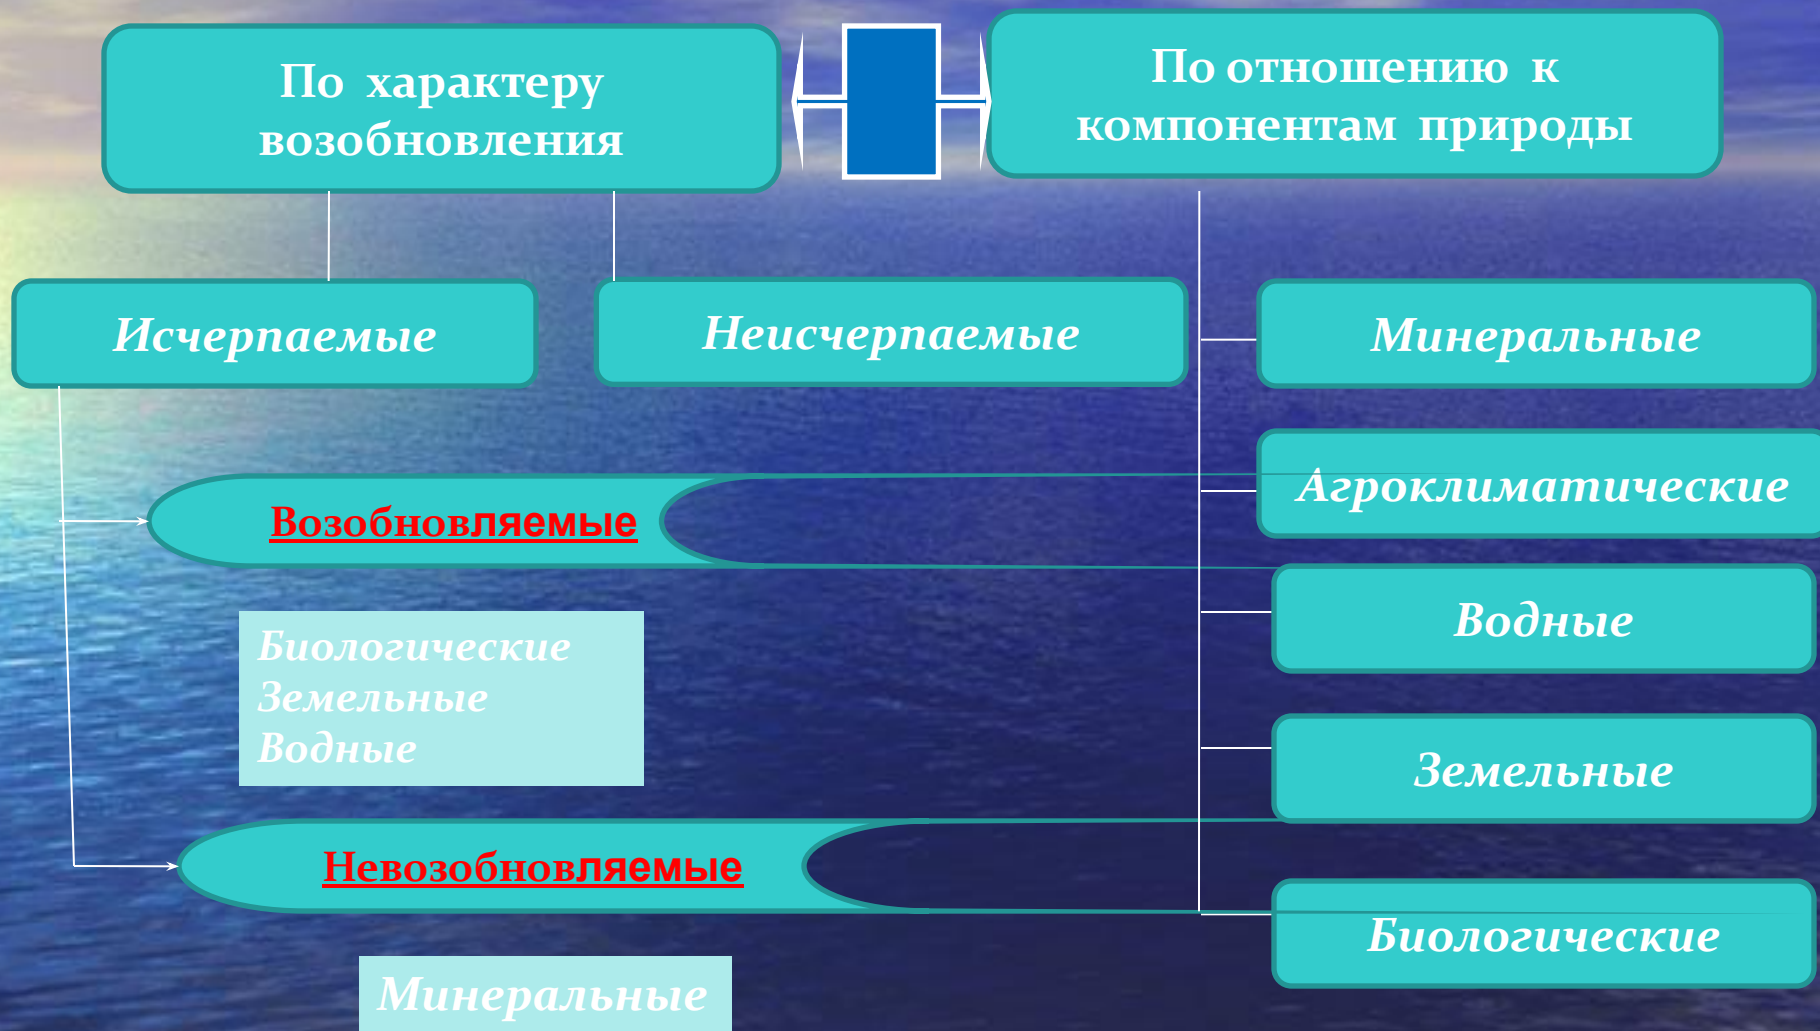 По характеру
возобновления
По отношению к
компонентам природы
Исчерпаемые
Неисчерпаемые
Минеральные
Агроклиматические
Возобновляемые
Водные
Биологические
Земельные
Водные
Земельные
Невозобновляемые
Биологические
Минеральные